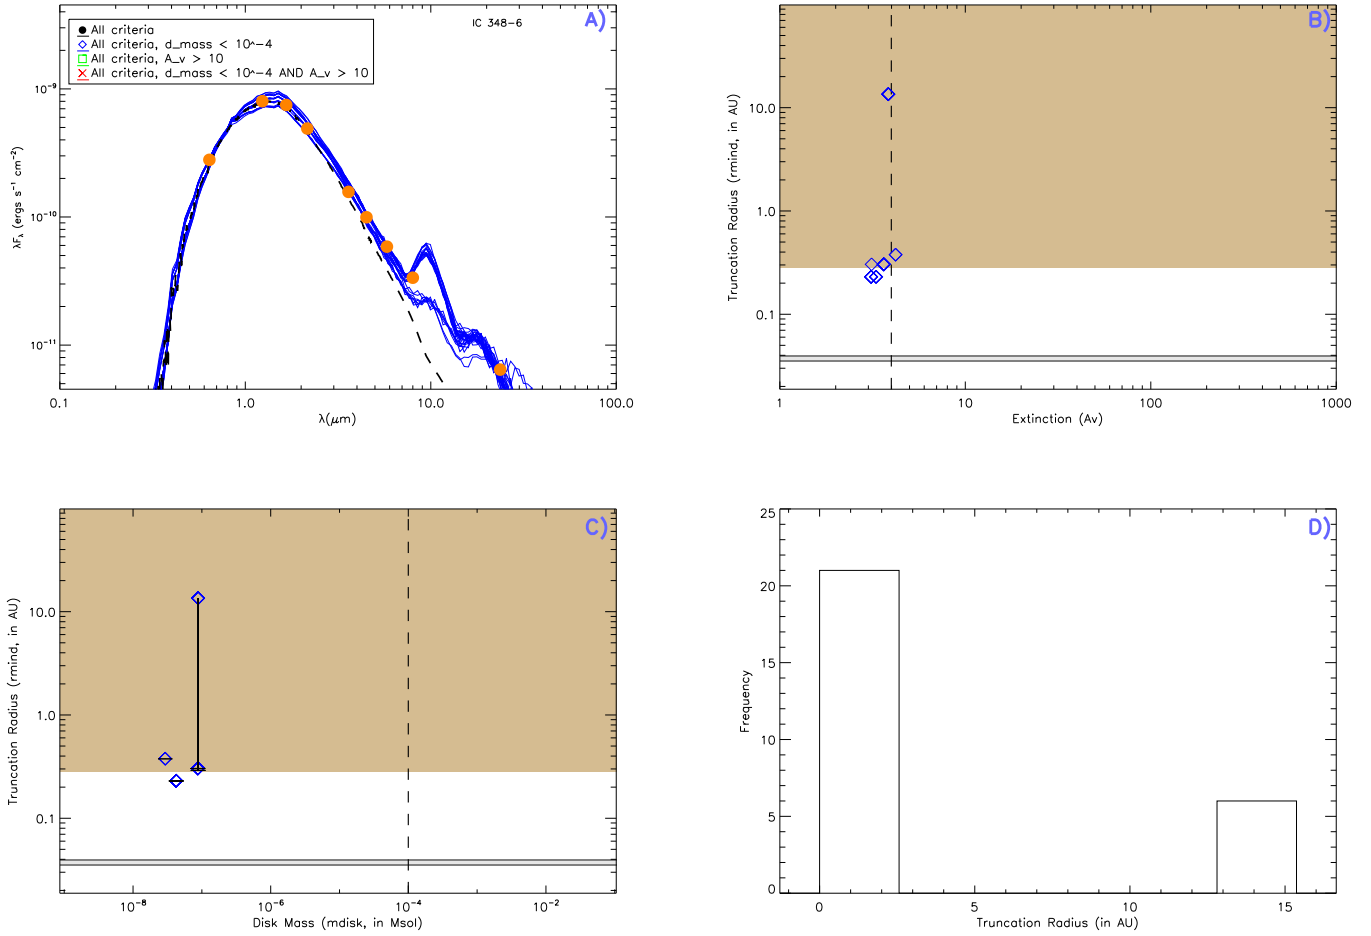 IC 348-6
A)
All criteria
All criteria, d_mass < 10^-4
All criteria, A_v > 10
All criteria, d_mass < 10^-4 AND A_v > 10
10⁻⁹
10⁻¹⁰
10⁻¹¹
λFλ (ergs s⁻¹ cm⁻²)
0.1 1.0 10.0 100.0
λ(μm)
B)
10.0
1.0
0.1
Truncation Radius (rmind, in AU)
1 10 100 1000
Extinction (Av)
C)
10.0
1.0
0.1
Truncation Radius (rmind, in AU)
10⁻⁸ 10⁻⁶ 10⁻⁴ 10⁻²
Disk Mass (mdisk, in Msol)
D)
25
20
15
10
5
0
Frequency
0 5 10 15
Truncation Radius (in AU)